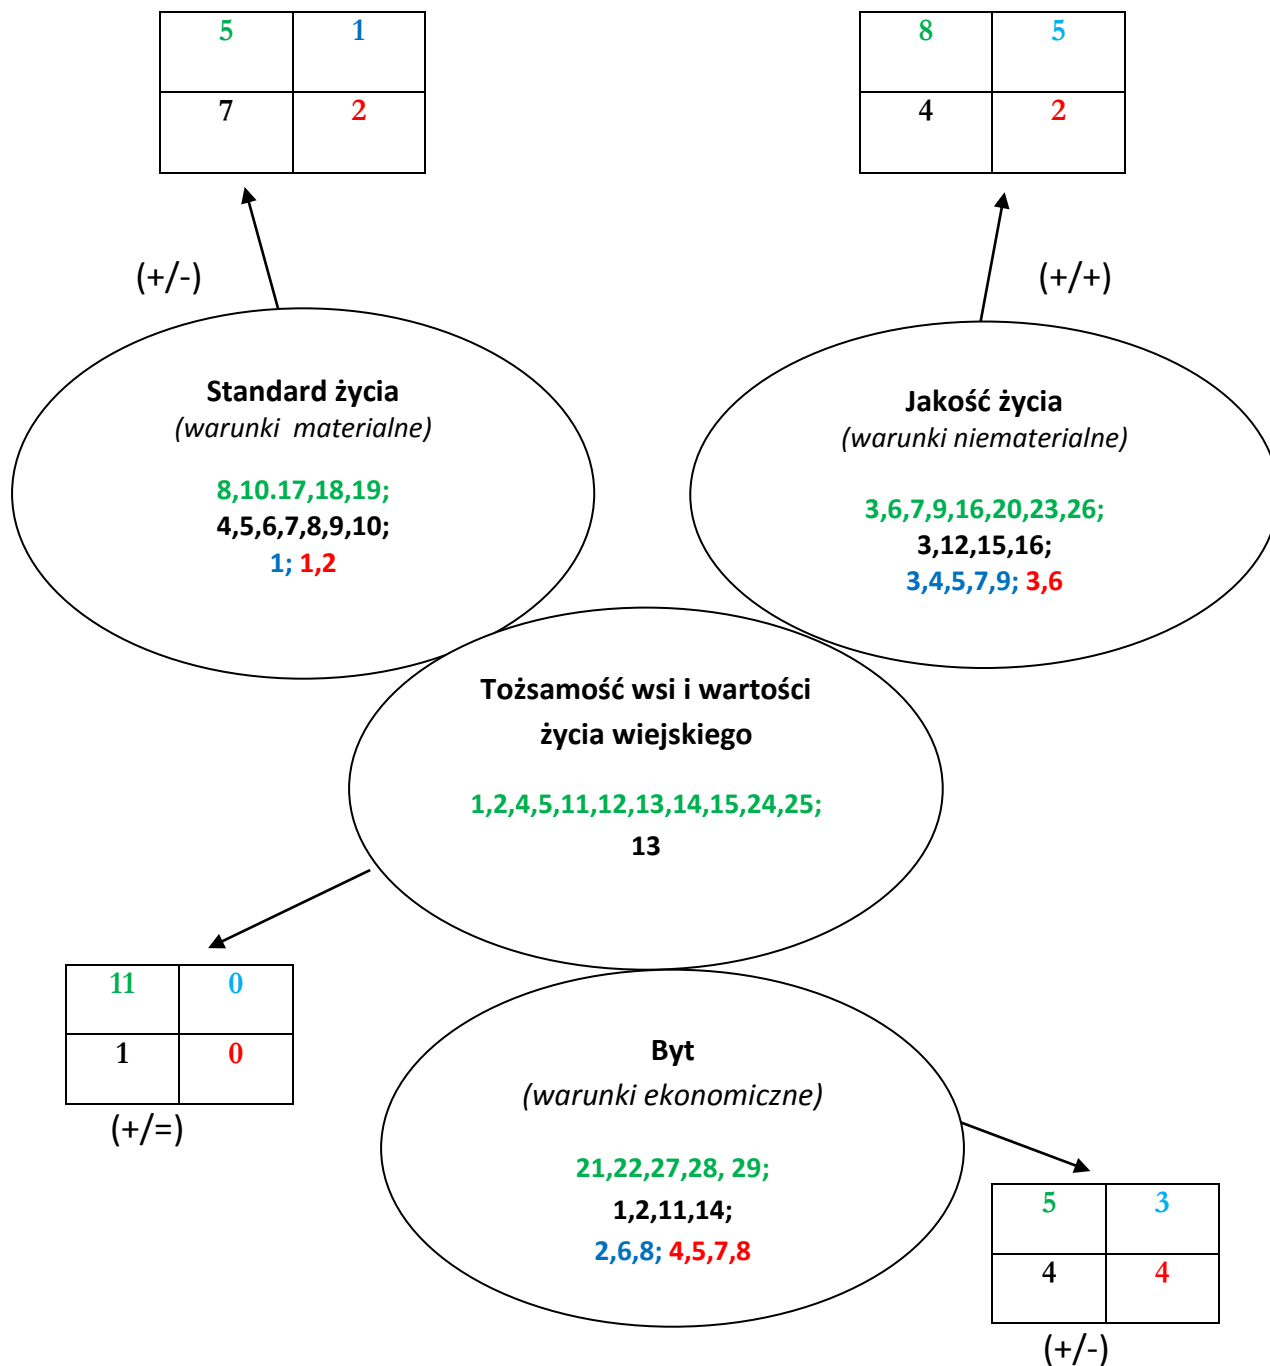 5 1
7 2
8 5
4 2
(+/-)
(+/+)
Standard życia
(warunki materialne)
8,10.17,18,19;
4,5,6,7,8,9,10;
1; 1,2
Jakość życia
(warunki niematerialne)
3,6,7,9,16,20,23,26;
3,12,15,16;
3,4,5,7,9; 3,6
Tożsamość wsi i wartości
życia wiejskiego
1,2,4,5,11,12,13,14,15,24,25;
13
11 0
1 0
(+/=)
Byt
(warunki ekonomiczne)
21,22,27,28, 29;
1,2,11,14;
2,6,8; 4,5,7,8
5 3
4 4
(+/-)